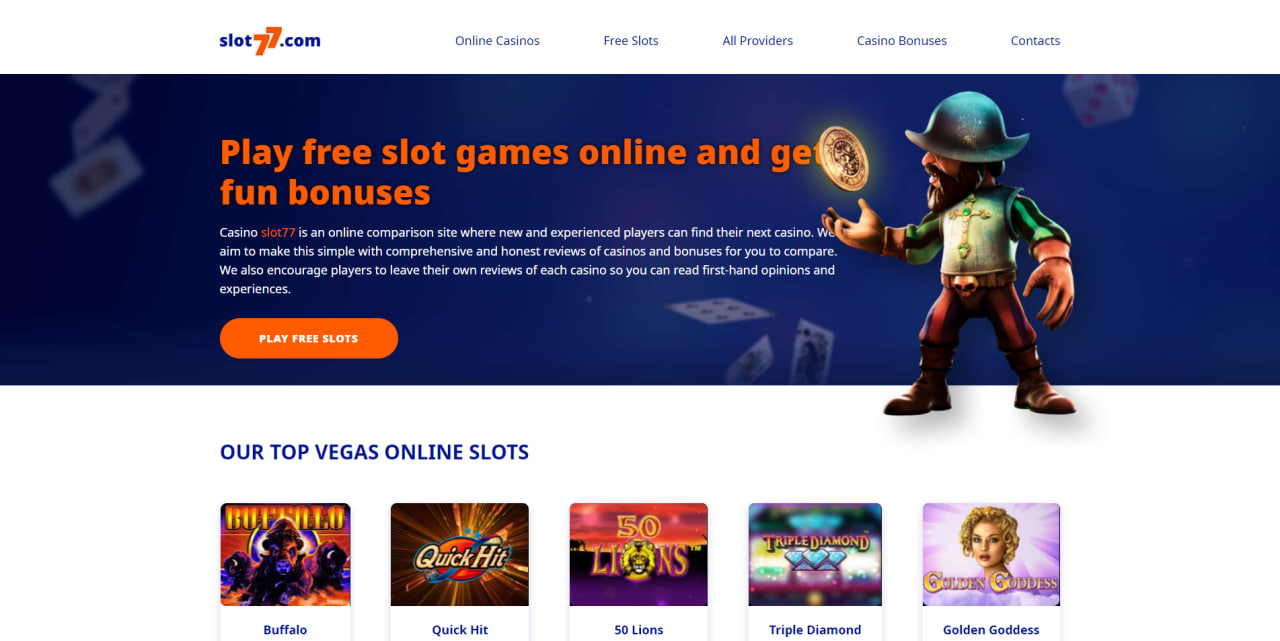 slot77.com
Online Casinos
Free Slots
All Providers
Casino Bonuses
Contacts
Play free slot games online and get
fun bonuses
Casino slot77 is an online comparison site where new and experienced players can find their next casino. We
aim to make this simple with comprehensive and honest reviews of casinos and bonuses for you to compare.
We also encourage players to leave their own reviews of each casino so you can read first-hand opinions and
experiences.
PLAY FREE SLOTS
OUR TOP VEGAS ONLINE SLOTS
BUFFALO
Quick Hit
50
LIONS™
TRIPLE DIAMOND
GOLDEN GODDESS
Buffalo
Quick Hit
50 Lions
Triple Diamond
Golden Goddess